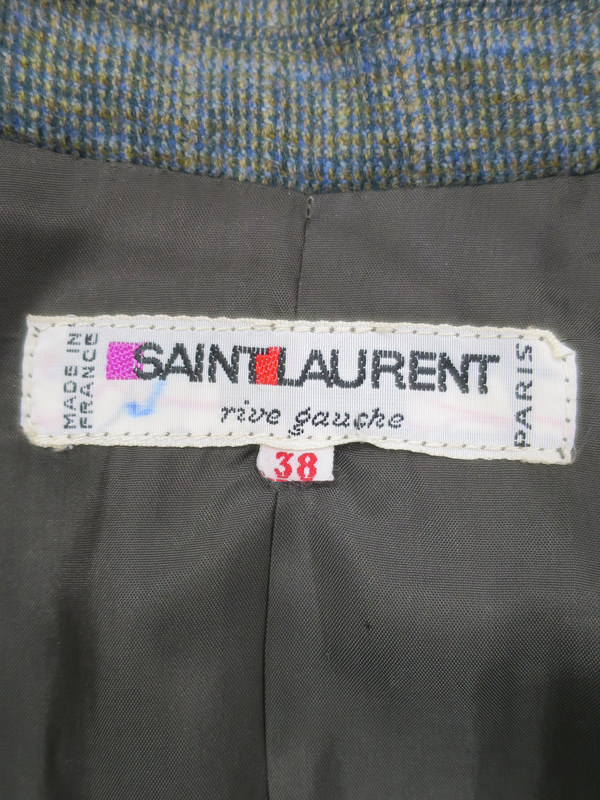 MADE IN
FRANCE
SAINT LAURENT
rive gauche
PARIS
38